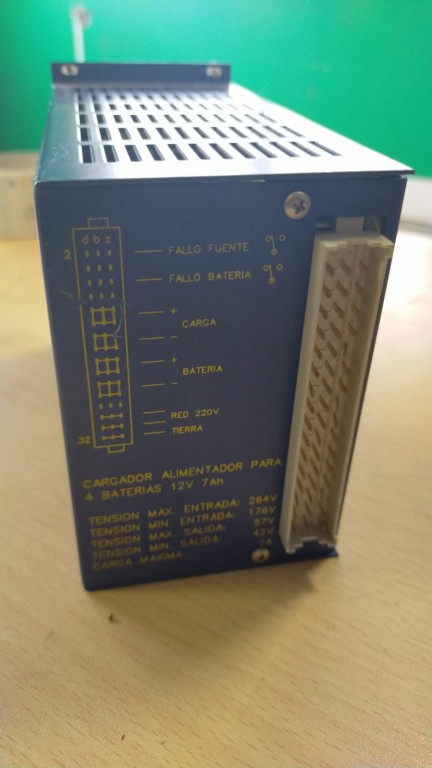 d b z
2
FALLO FUENTE
FALLO BATERIA
+
CARGA
-
+
BATERIA
-
RED 220V
TIERRA
32
CARGADOR ALIMENTADOR PARA
4 BATERIAS 12V 7Ah
TENSION MAX. ENTRADA: 264V
TENSION MIN. ENTRADA: 176V
TENSION MAX. SALIDA: 57V
TENSION MIN. SALIDA: 42V
CARGA MAXIMA 2A